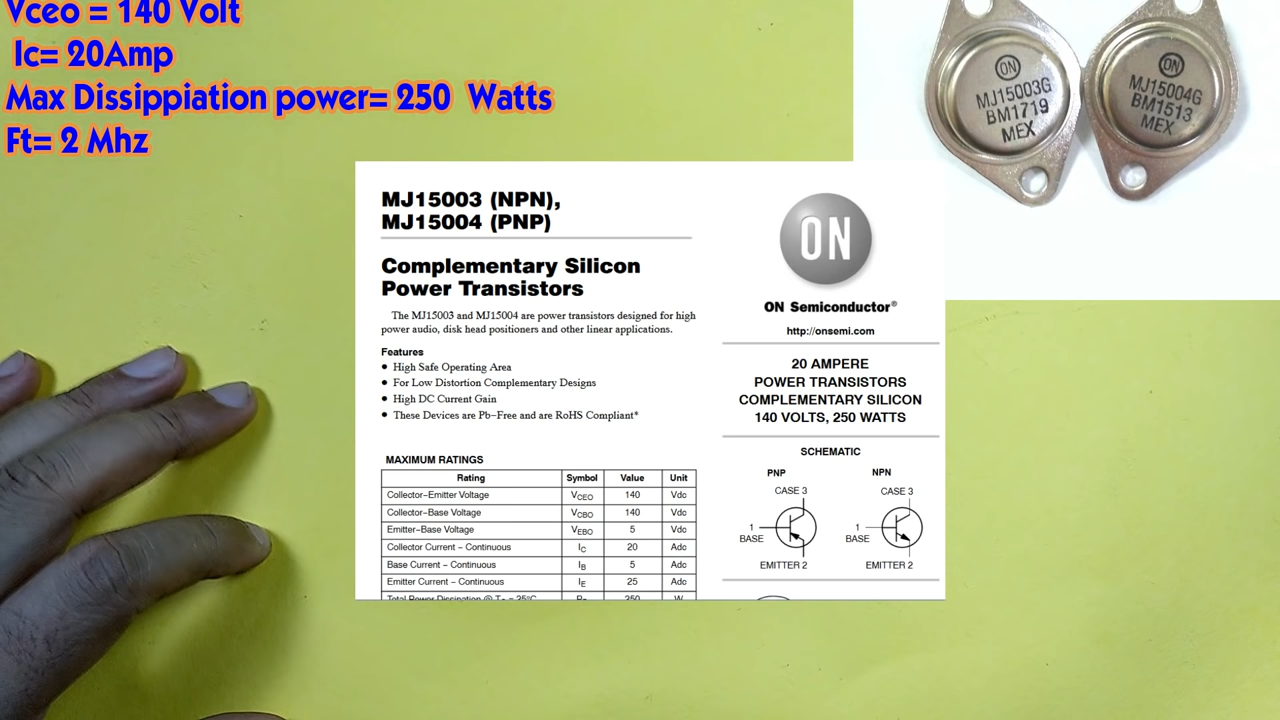 Vceo = 140 Volt
Ic= 20Amp
Max Dissippiation power= 250 Watts
Ft= 2 Mhz
ON
MJ15003G
BM1719
MEX
ON
MJ15004G
BM1513
MEX
MJ15003 (NPN),
MJ15004 (PNP)
Complementary Silicon
Power Transistors
The MJ15003 and MJ15004 are power transistors designed for high
power audio, disk head positioners and other linear applications.
Features
• High Safe Operating Area
• For Low Distortion Complementary Designs
• High DC Current Gain
• These Devices are Pb−Free and are RoHS Compliant*
MAXIMUM RATINGS
Rating Symbol Value Unit
Collector−Emitter Voltage VCEO 140 Vdc
Collector−Base Voltage VCBO 140 Vdc
Emitter−Base Voltage VEBO 5 Vdc
Collector Current − Continuous IC 20 Adc
Base Current − Continuous IB 5 Adc
Emitter Current − Continuous IE 25 Adc
Total Power Dissipation @ TC = 25°C PD 250 W
ON
ON Semiconductor®
http://onsemi.com
20 AMPERE
POWER TRANSISTORS
COMPLEMENTARY SILICON
140 VOLTS, 250 WATTS
SCHEMATIC
PNP NPN
CASE 3 CASE 3
1 1
BASE BASE
EMITTER 2 EMITTER 2